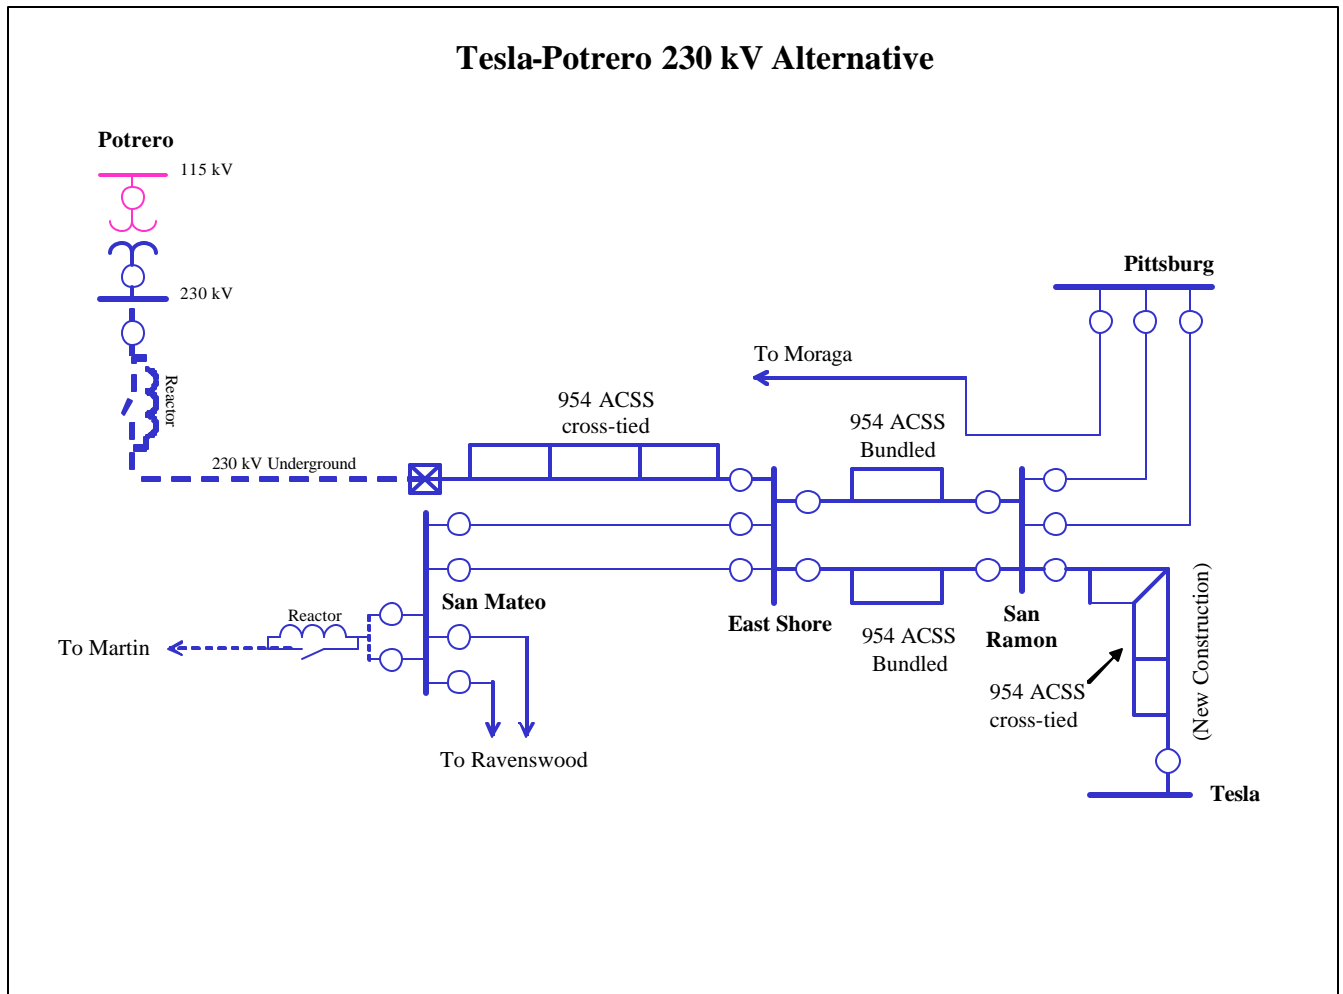 Tesla-Potrero 230 kV Alternative
Potrero
115 kV
230 kV
Reactor
230 kV Underground
Pittsburg
To Moraga
954 ACSS
cross-tied
954 ACSS
Bundled
San Mateo
East Shore
San
Ramon
954 ACSS
Bundled
Reactor
To Martin
To Ravenswood
954 ACSS
cross-tied
(New Construction)
Tesla